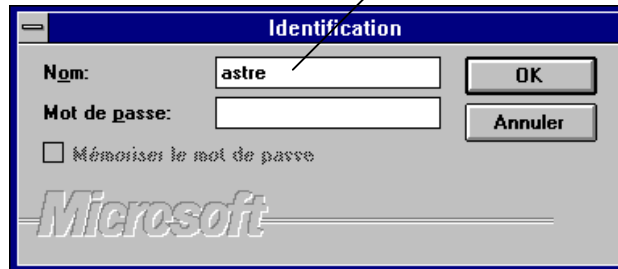 Identification
Nom: astre OK
Mot de passe: Annuler
Mémoriser le mot de passe
Microsoft